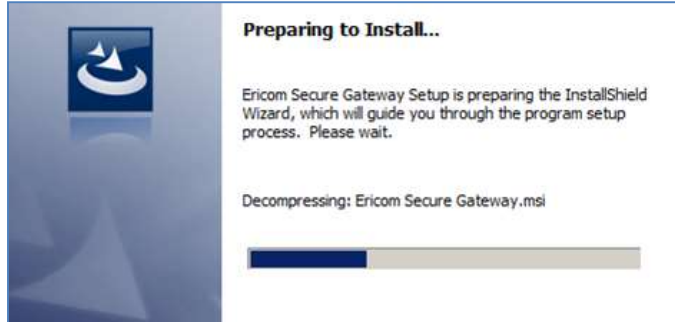 Preparing to Install...
Ericom Secure Gateway Setup is preparing the InstallShield
Wizard, which will guide you through the program setup
process. Please wait.
Decompressing: Ericom Secure Gateway.msi